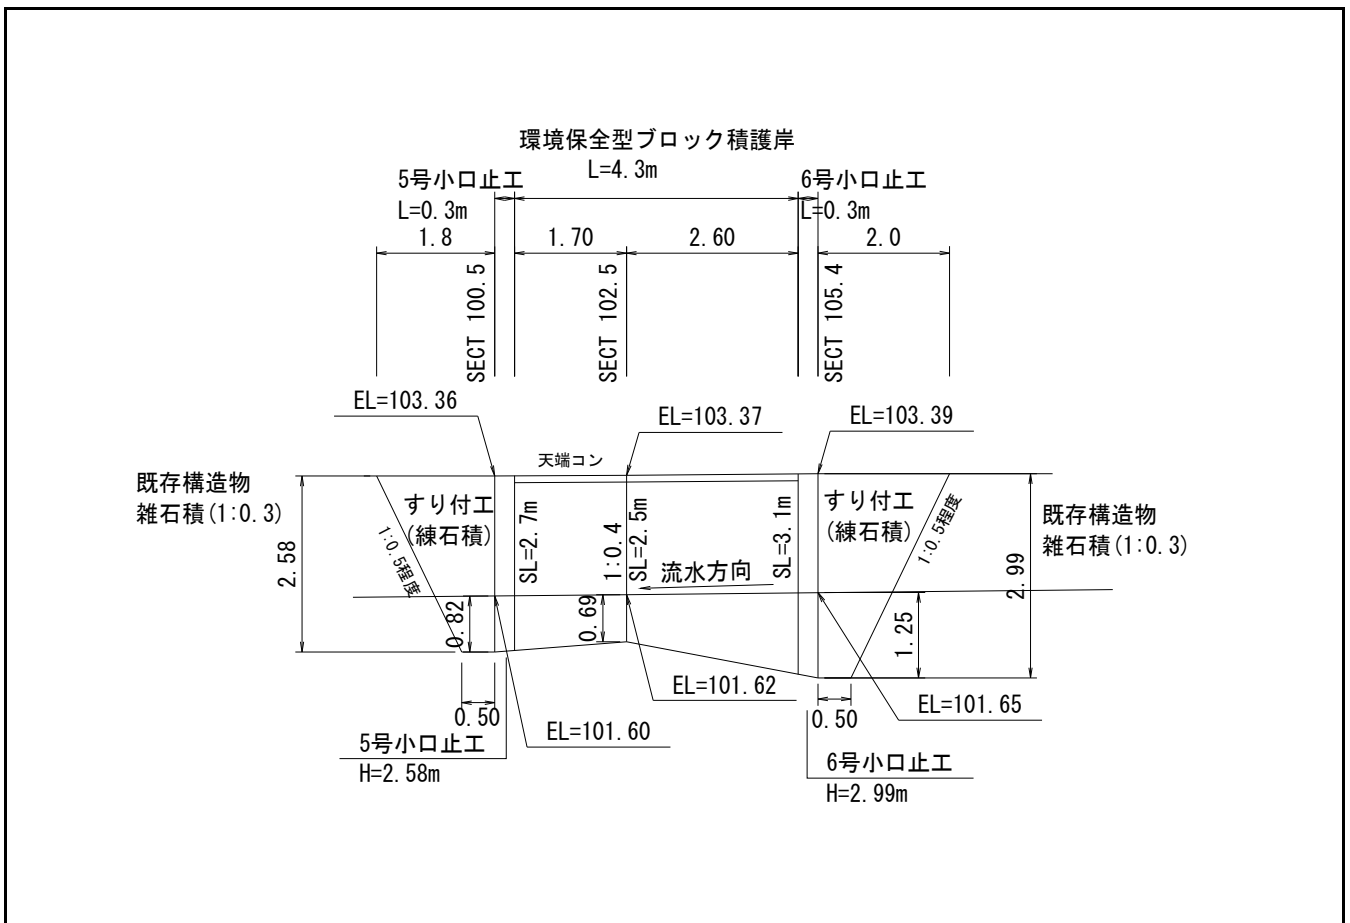 環境保全型ブロック積護岸
L=4.3m
5号小口止工
L=0.3m
6号小口止工
L=0.3m
1.8
1.70
2.60
2.0
SECT 100.5
SECT 102.5
SECT 105.4
EL=103.36
EL=103.37
EL=103.39
天端コン
既存構造物
雑石積(1:0.3)
すり付工
(練石積)
すり付工
(練石積)
既存構造物
雑石積(1:0.3)
1:0.5程度
SL=2.7m
1:0.4
SL=2.5m
SL=3.1m
1:0.5程度
流水方向
2.58
2.99
0.82
0.69
1.25
0.50
0.50
EL=101.60
EL=101.62
EL=101.65
5号小口止工
H=2.58m
6号小口止工
H=2.99m